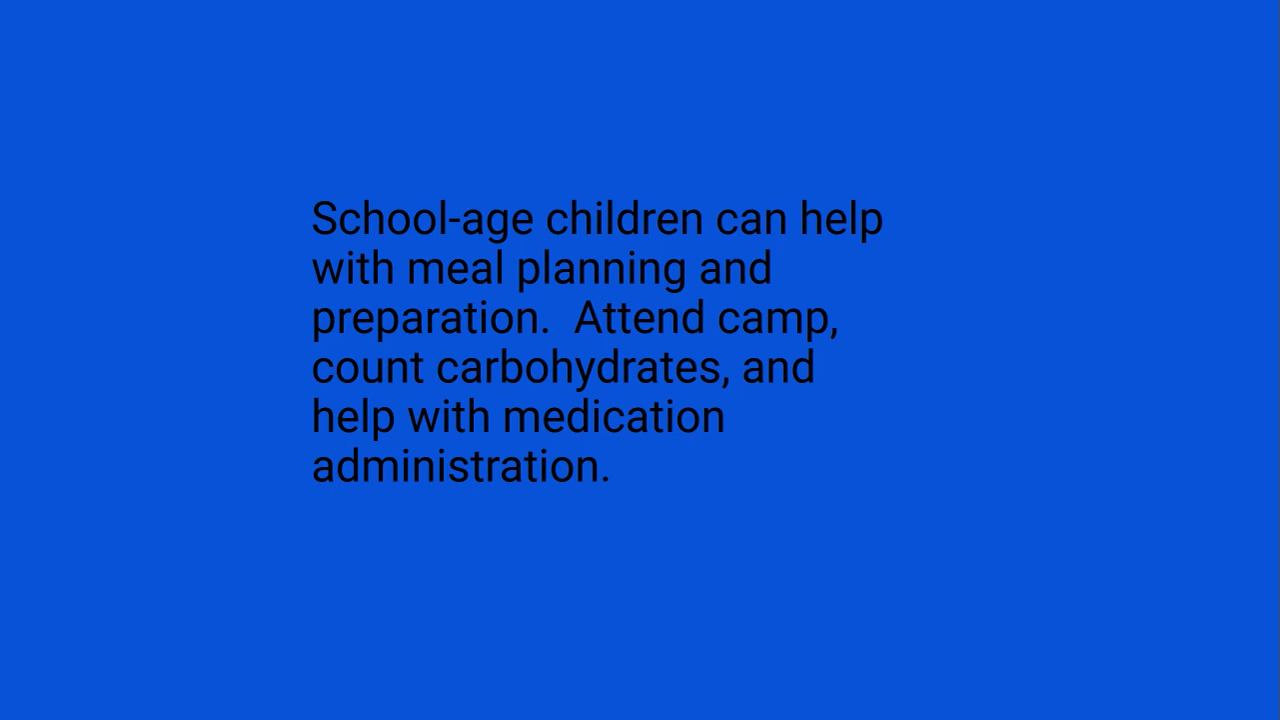 School-age children can help
with meal planning and
preparation.  Attend camp,
count carbohydrates, and
help with medication
administration.